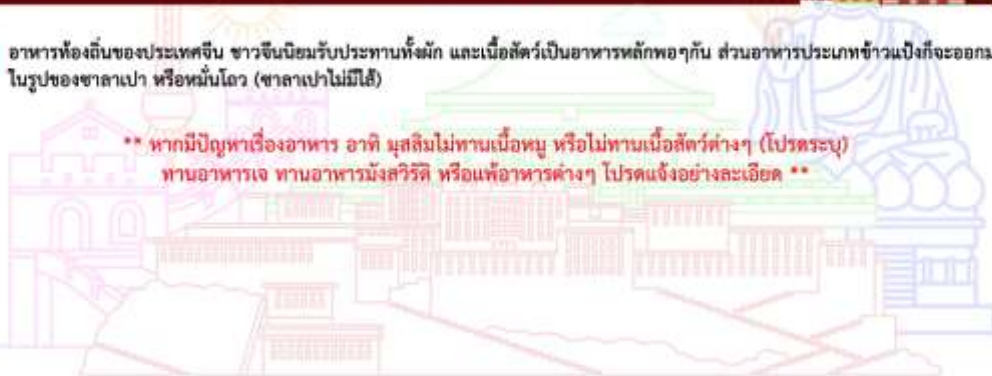 อาหารท้องถิ่นของประเทศจีน ชาวจีนนิยมรับประทานทั้งผัก และเนื้อสัตว์เป็นอาหารหลักพอๆกัน ส่วนอาหารประเภทข้าวแป้งก็จะออกม
ในรูปของซาลาเปา หรือหมั่นโถว (ซาลาเปาไม่มีไส้)
** หากมีปัญหาเรื่องอาหาร อาทิ มุสลิมไม่ทานเนื้อหมู หรือไม่ทานเนื้อสัตว์ต่างๆ (โปรดระบุ)
ทานอาหารเจ ทานอาหารมังสวิรัติ หรือแพ้อาหารต่างๆ โปรดแจ้งอย่างละเอียด **